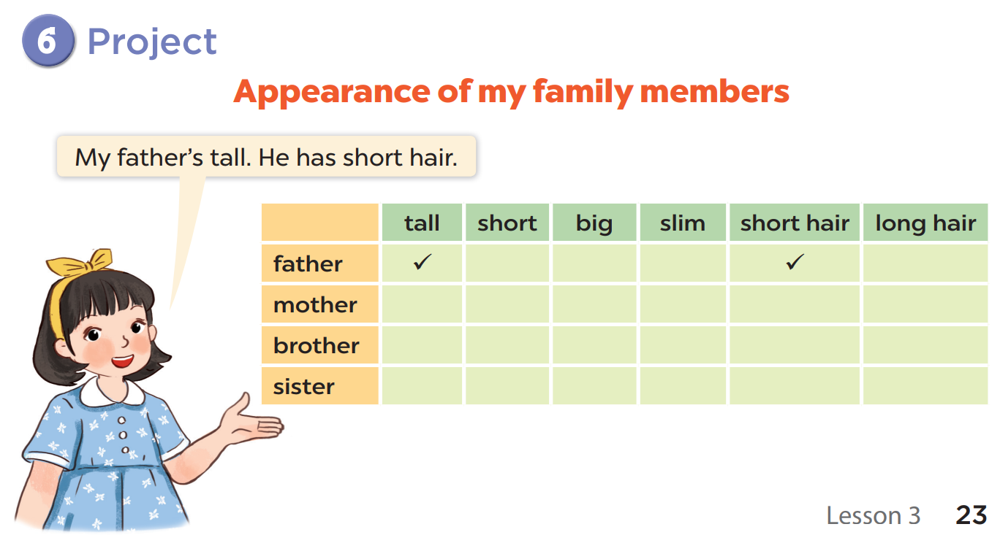 6 Project
Appearance of my family members
My father's tall. He has short hair.
tall short big slim short hair long hair
father ✓ ✓
mother
brother
sister
Lesson 3 23